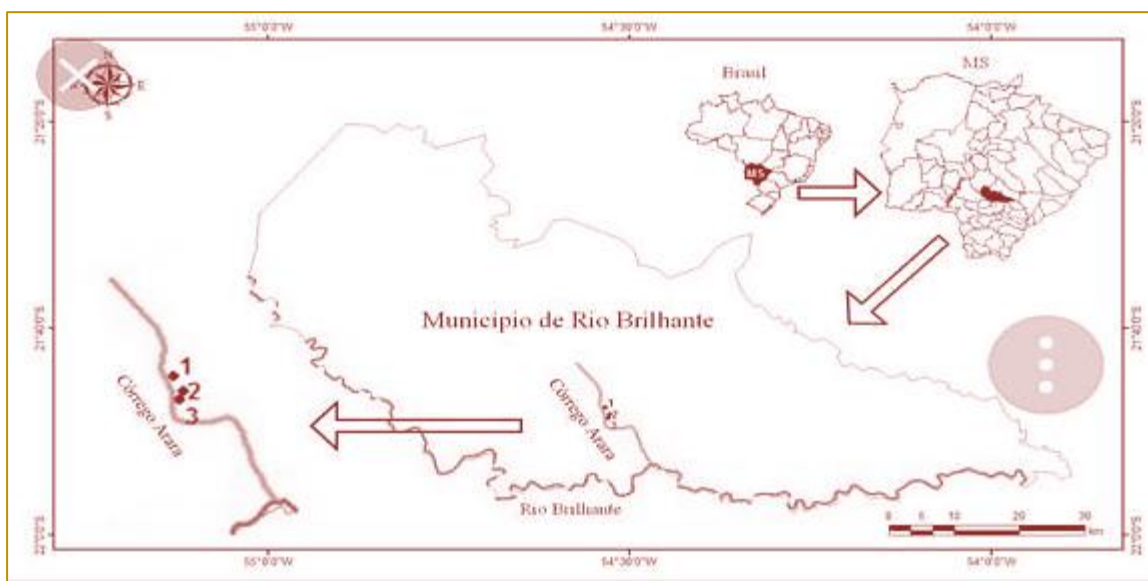 55°0'0"W
54°30'0"W
54°0'0"W
N
E
S
Brasil
MS
MS
21°20'0"S
21°20'0"S
Município de Rio Brilhante
21°40'0"S
21°40'0"S
1
2
3
Córrego Arara
Córrego Arara
Rio Brilhante
0 5 10 20 30
km
22°0'0"S
22°0'0"S
55°0'0"W
54°30'0"W
54°0'0"W